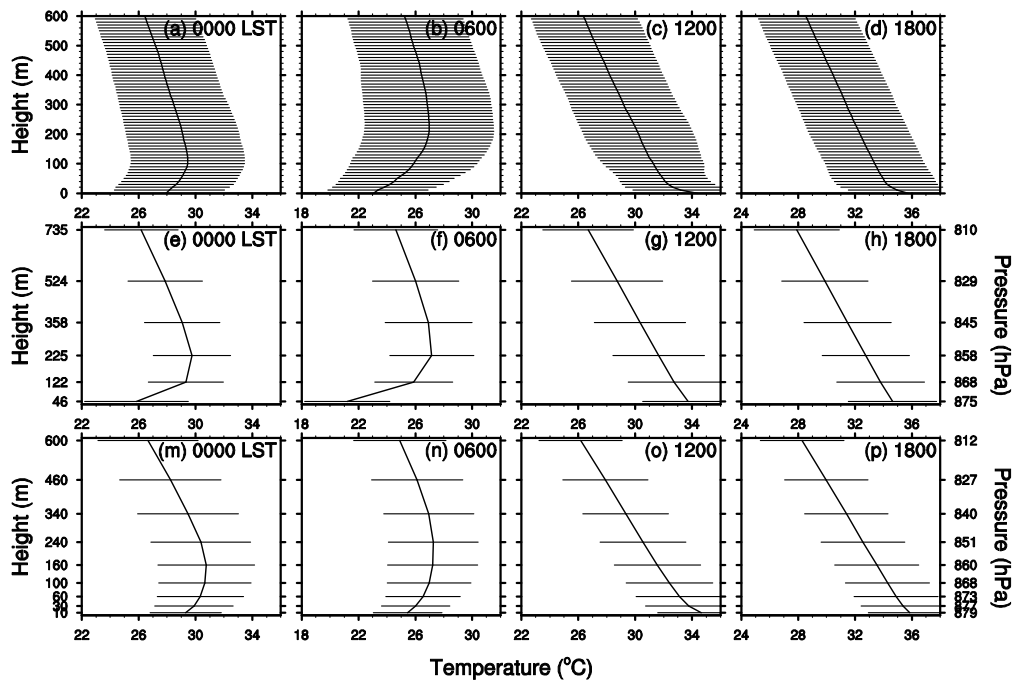 (a) 0000 LST
(b) 0600
(c) 1200
(d) 1800
Height (m)
600
500
400
300
200
100
0
22 26 30 34
18 22 26 30
22 26 30 34
24 28 32 36
(e) 0000 LST
(f) 0600
(g) 1200
(h) 1800
Height (m)
735
524
358
225
122
46
810
829
845
858
868
875
Pressure (hPa)
22 26 30 34
18 22 26 30
22 26 30 34
24 28 32 36
(m) 0000 LST
(n) 0600
(o) 1200
(p) 1800
Height (m)
600
460
340
240
160
100
60
30
10
812
827
840
851
860
868
873
877
879
Pressure (hPa)
22 26 30 34
18 22 26 30
22 26 30 34
24 28 32 36
Temperature (°C)